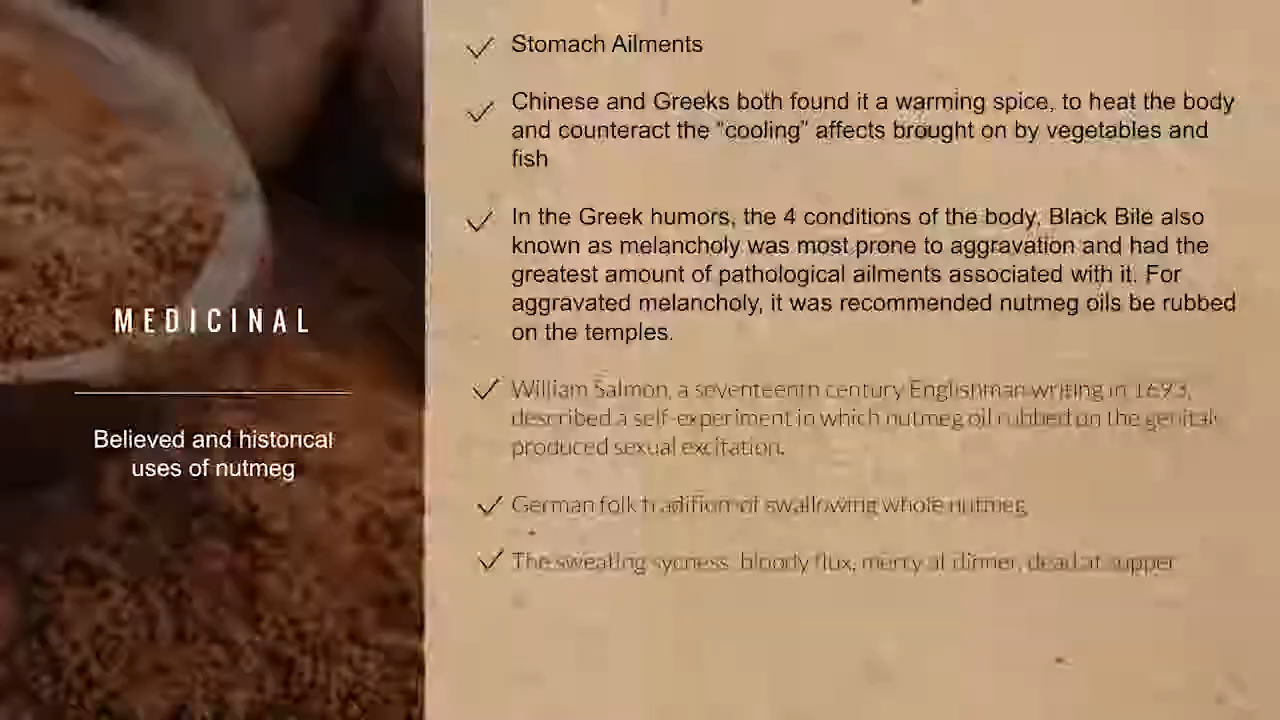 MEDICINAL
Believed and historical
uses of nutmeg
Stomach Ailments
Chinese and Greeks both found it a warming spice, to heat the body
and counteract the “cooling” affects brought on by vegetables and
fish
In the Greek humors, the 4 conditions of the body, Black Bile also
known as melancholy was most prone to aggravation and had the
greatest amount of pathological ailments associated with it. For
aggravated melancholy, it was recommended nutmeg oils be rubbed
on the temples.
William Salmon, a seventeenth century Englishman writing in 1693,
described a self-experiment in which nutmeg oil rubbed on the genitals
produced sexual excitation.
German folk tradition of swallowing whole nutmeg
The sweating sycness, bloody flux, merry at dinner, dead at supper